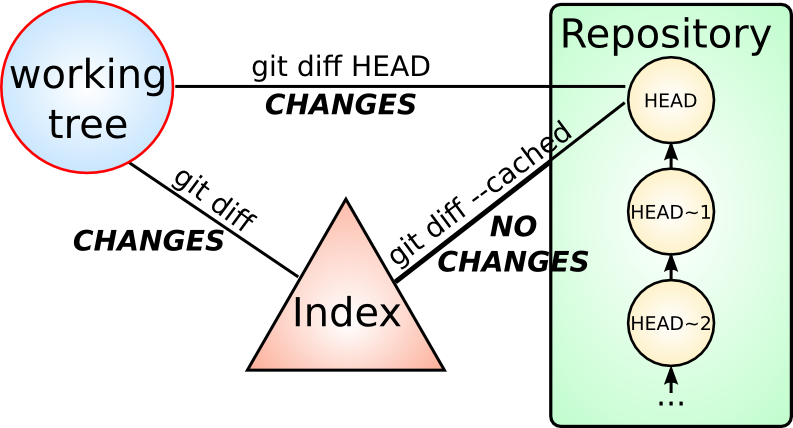 working
tree
git diff HEAD
CHANGES
git diff
CHANGES
git diff --cached
NO
CHANGES
Index
Repository
HEAD
HEAD~1
HEAD~2
...